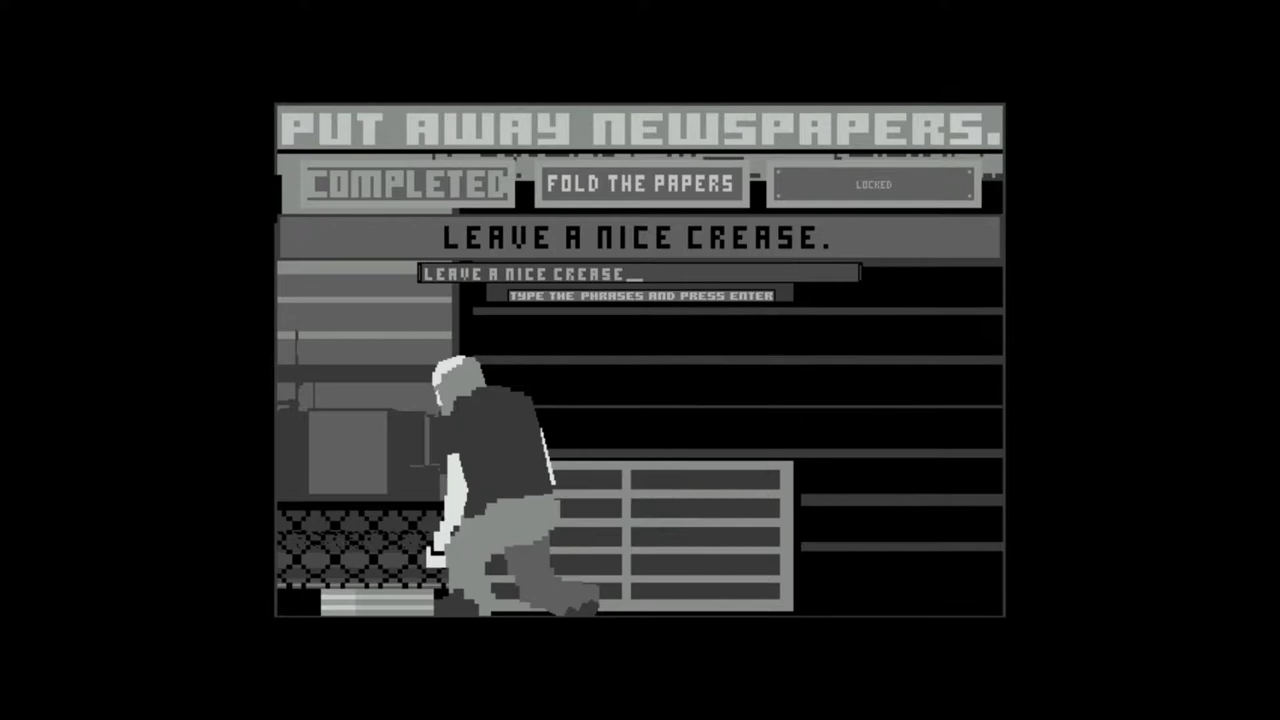 PUT AWAY NEWSPAPERS.
COMPLETED
FOLD THE PAPERS
LOCKED
LEAVE A NICE CREASE.
LEAVE A NICE CREASE_
TYPE THE PHRASES AND PRESS ENTER